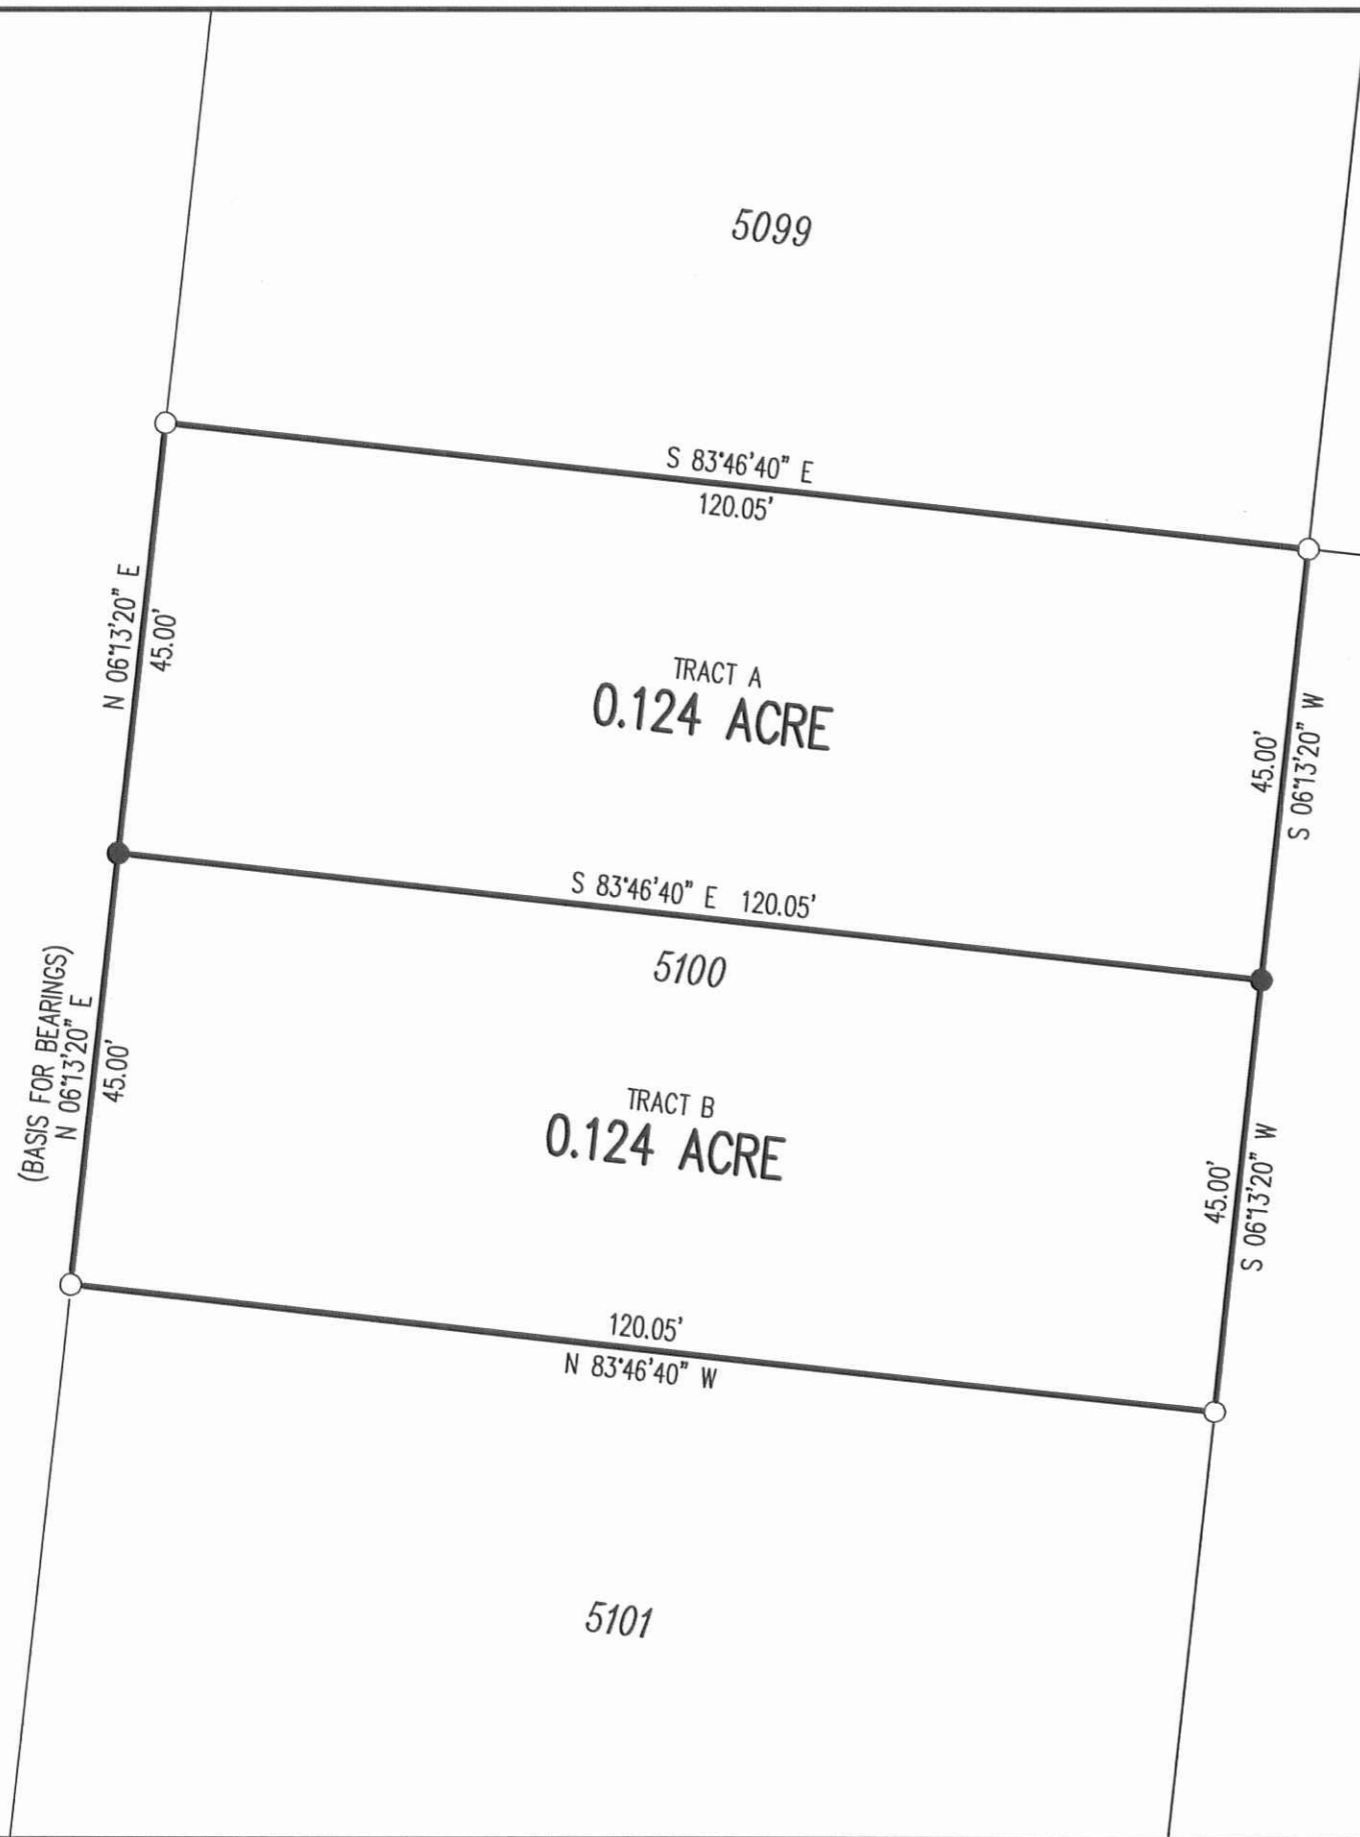 5099
S 83°46'40" E
120.05'
N 06°13'20" E
45.00'
TRACT A
0.124 ACRE
45.00'
S 06°13'20" W
S 83°46'40" E 120.05'
5100
(BASIS FOR BEARINGS)
N 06°13'20" E
45.00'
TRACT B
0.124 ACRE
45.00'
S 06°13'20" W
120.05'
N 83°46'40" W
5101